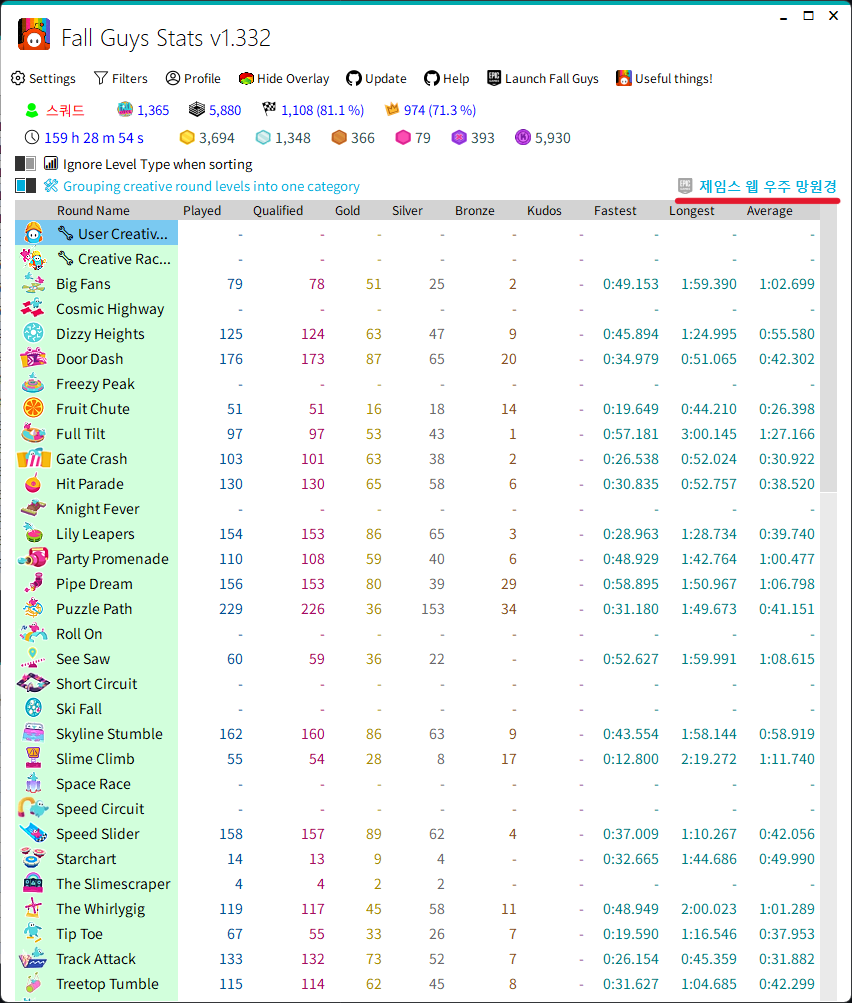 Fall Guys Stats v1.332
Settings Filters Profile Hide Overlay Update Help Launch Fall Guys Useful things!
스쿼드 1,365 5,880 1,108 (81.1 %) 974 (71.3 %)
159 h 28 m 54 s 3,694 1,348 366 79 393 5,930
Ignore Level Type when sorting
Grouping creative round levels into one category EPIC GAMES 제임스 웹 우주 망원경
Round Name Played Qualified Gold Silver Bronze Kudos Fastest Longest Average
User Creativ... - - - - - - - - -
Creative Rac... - - - - - - - - -
Big Fans 79 78 51 25 2 - 0:49.153 1:59.390 1:02.699
Cosmic Highway - - - - - - - - -
Dizzy Heights 125 124 63 47 9 - 0:45.894 1:24.995 0:55.580
Door Dash 176 173 87 65 20 - 0:34.979 0:51.065 0:42.302
Freezy Peak - - - - - - - - -
Fruit Chute 51 51 16 18 14 - 0:19.649 0:44.210 0:26.398
Full Tilt 97 97 53 43 1 - 0:57.181 3:00.145 1:27.166
Gate Crash 103 101 63 38 2 - 0:26.538 0:52.024 0:30.922
Hit Parade 130 130 65 58 6 - 0:30.835 0:52.757 0:38.520
Knight Fever - - - - - - - - -
Lily Leapers 154 153 86 65 3 - 0:28.963 1:28.734 0:39.740
Party Promenade 110 108 59 40 6 - 0:48.929 1:42.764 1:00.477
Pipe Dream 156 153 80 39 29 - 0:58.895 1:50.967 1:06.798
Puzzle Path 229 226 36 153 34 - 0:31.180 1:49.673 0:41.151
Roll On - - - - - - - - -
See Saw 60 59 36 22 - - 0:52.627 1:59.991 1:08.615
Short Circuit - - - - - - - - -
Ski Fall - - - - - - - - -
Skyline Stumble 162 160 86 63 9 - 0:43.554 1:58.144 0:58.919
Slime Climb 55 54 28 8 17 - 0:12.800 2:19.272 1:11.740
Space Race - - - - - - - - -
Speed Circuit - - - - - - - - -
Speed Slider 158 157 89 62 4 - 0:37.009 1:10.267 0:42.056
Starchart 14 13 9 4 - - 0:32.665 1:44.686 0:49.990
The Slimescraper 4 4 2 2 - - - - -
The Whirlygig 119 117 45 58 11 - 0:48.949 2:00.023 1:01.289
Tip Toe 67 55 33 26 7 - 0:19.590 1:16.546 0:37.953
Track Attack 133 132 73 52 7 - 0:26.154 0:45.359 0:31.882
Treetop Tumble 115 114 62 45 8 - 0:31.627 1:04.685 0:42.299